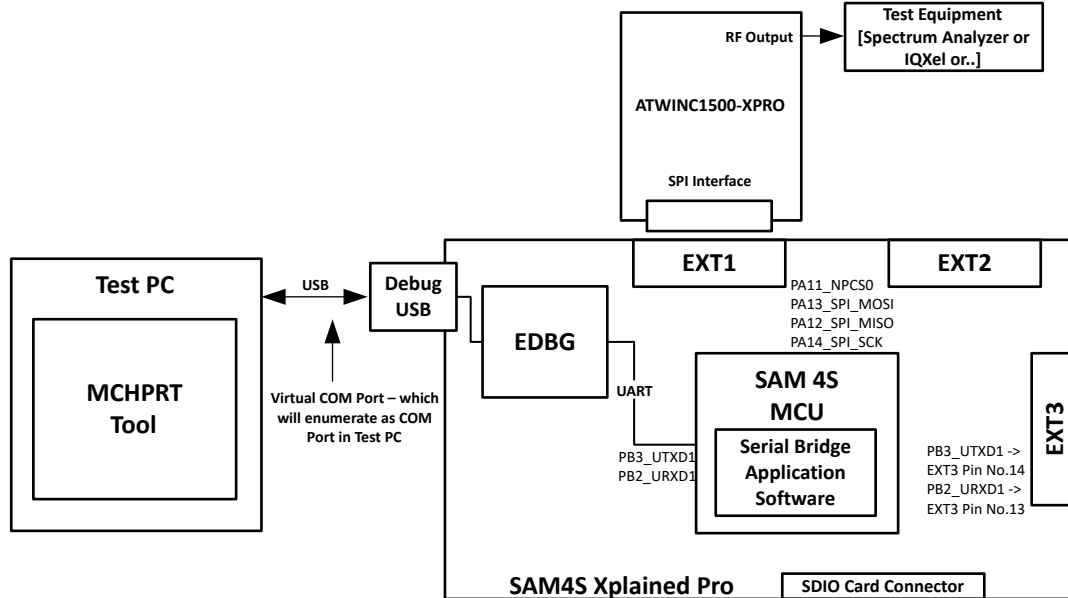 Test Equipment
[Spectrum Analyzer or
IQXel or..]
RF Output
ATWINC1500-XPRO
SPI Interface
EXT1
EXT2
Test PC
USB
Debug
USB
PA11_NPCS0
PA13_SPI_MOSI
PA12_SPI_MISO
PA14_SPI_SCK
EDBG
MCHPRT
Tool
Virtual COM Port – which
will enumerate as COM
Port in Test PC
UART
SAM 4S
MCU
Serial Bridge
Application
Software
PB3_UTXD1
PB2_URXD1
EXT3
PB3_UTXD1 ->
EXT3 Pin No.14
PB2_URXD1 ->
EXT3 Pin No.13
SAM4S Xplained Pro
SDIO Card Connector